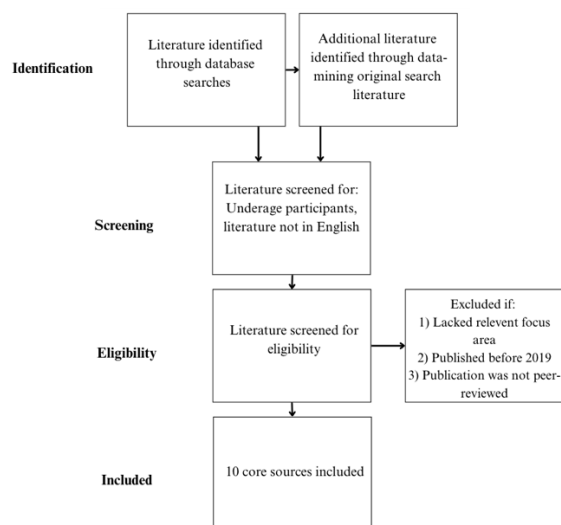 Identification
Literature identified
through database
searches
Additional literature
identified through data-
mining original search
literature
Screening
Literature screened for:
Underage participants,
literature not in English
Eligibility
Literature screened for
eligibility
Excluded if:
1) Lacked relevent focus
area
2) Published before 2019
3) Publication was not peer-
reviewed
Included
10 core sources included